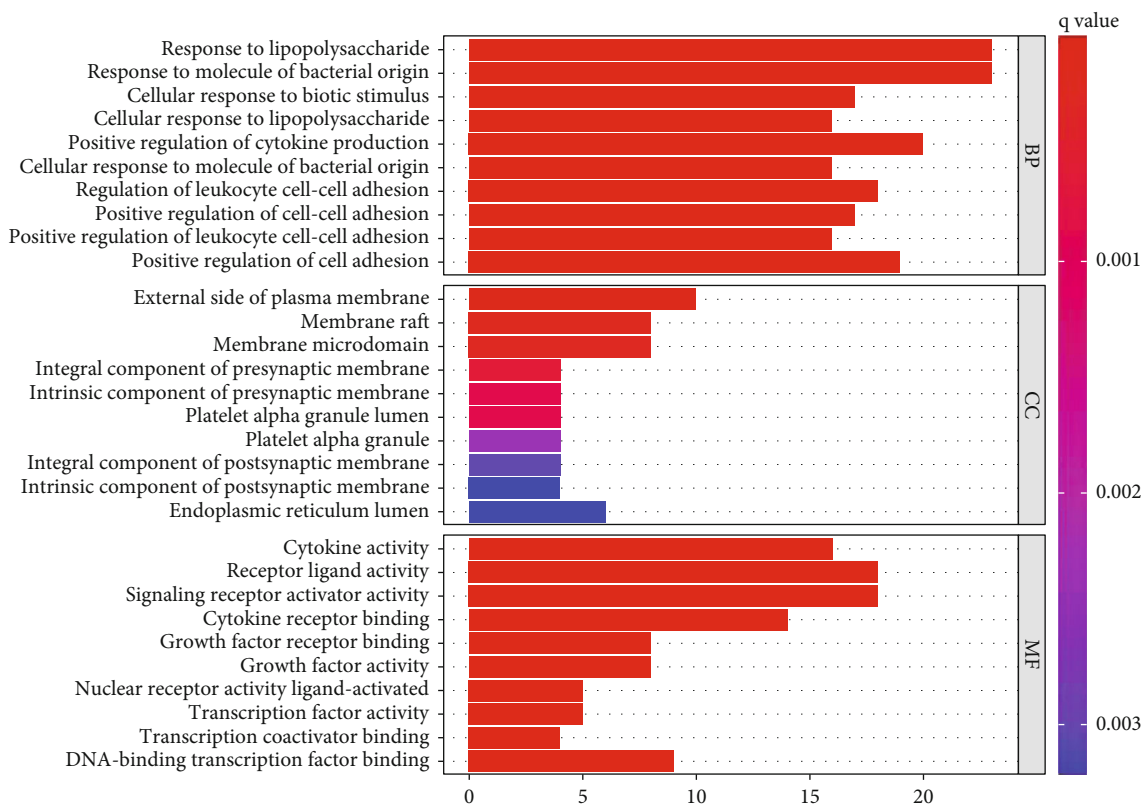 q value
Response to lipopolysaccharide
Response to molecule of bacterial origin
Cellular response to biotic stimulus
Cellular response to lipopolysaccharide
Positive regulation of cytokine production
Cellular response to molecule of bacterial origin
Regulation of leukocyte cell-cell adhesion
Positive regulation of cell-cell adhesion
Positive regulation of leukocyte cell-cell adhesion
Positive regulation of cell adhesion
BP
External side of plasma membrane
Membrane raft
Membrane microdomain
Integral component of presynaptic membrane
Intrinsic component of presynaptic membrane
Platelet alpha granule lumen
Platelet alpha granule
Integral component of postsynaptic membrane
Intrinsic component of postsynaptic membrane
Endoplasmic reticulum lumen
CC
Cytokine activity
Receptor ligand activity
Signaling receptor activator activity
Cytokine receptor binding
Growth factor receptor binding
Growth factor activity
Nuclear receptor activity ligand-activated
Transcription factor activity
Transcription coactivator binding
DNA-binding transcription factor binding
MF
0 5 10 15 20
0.001
0.002
0.003